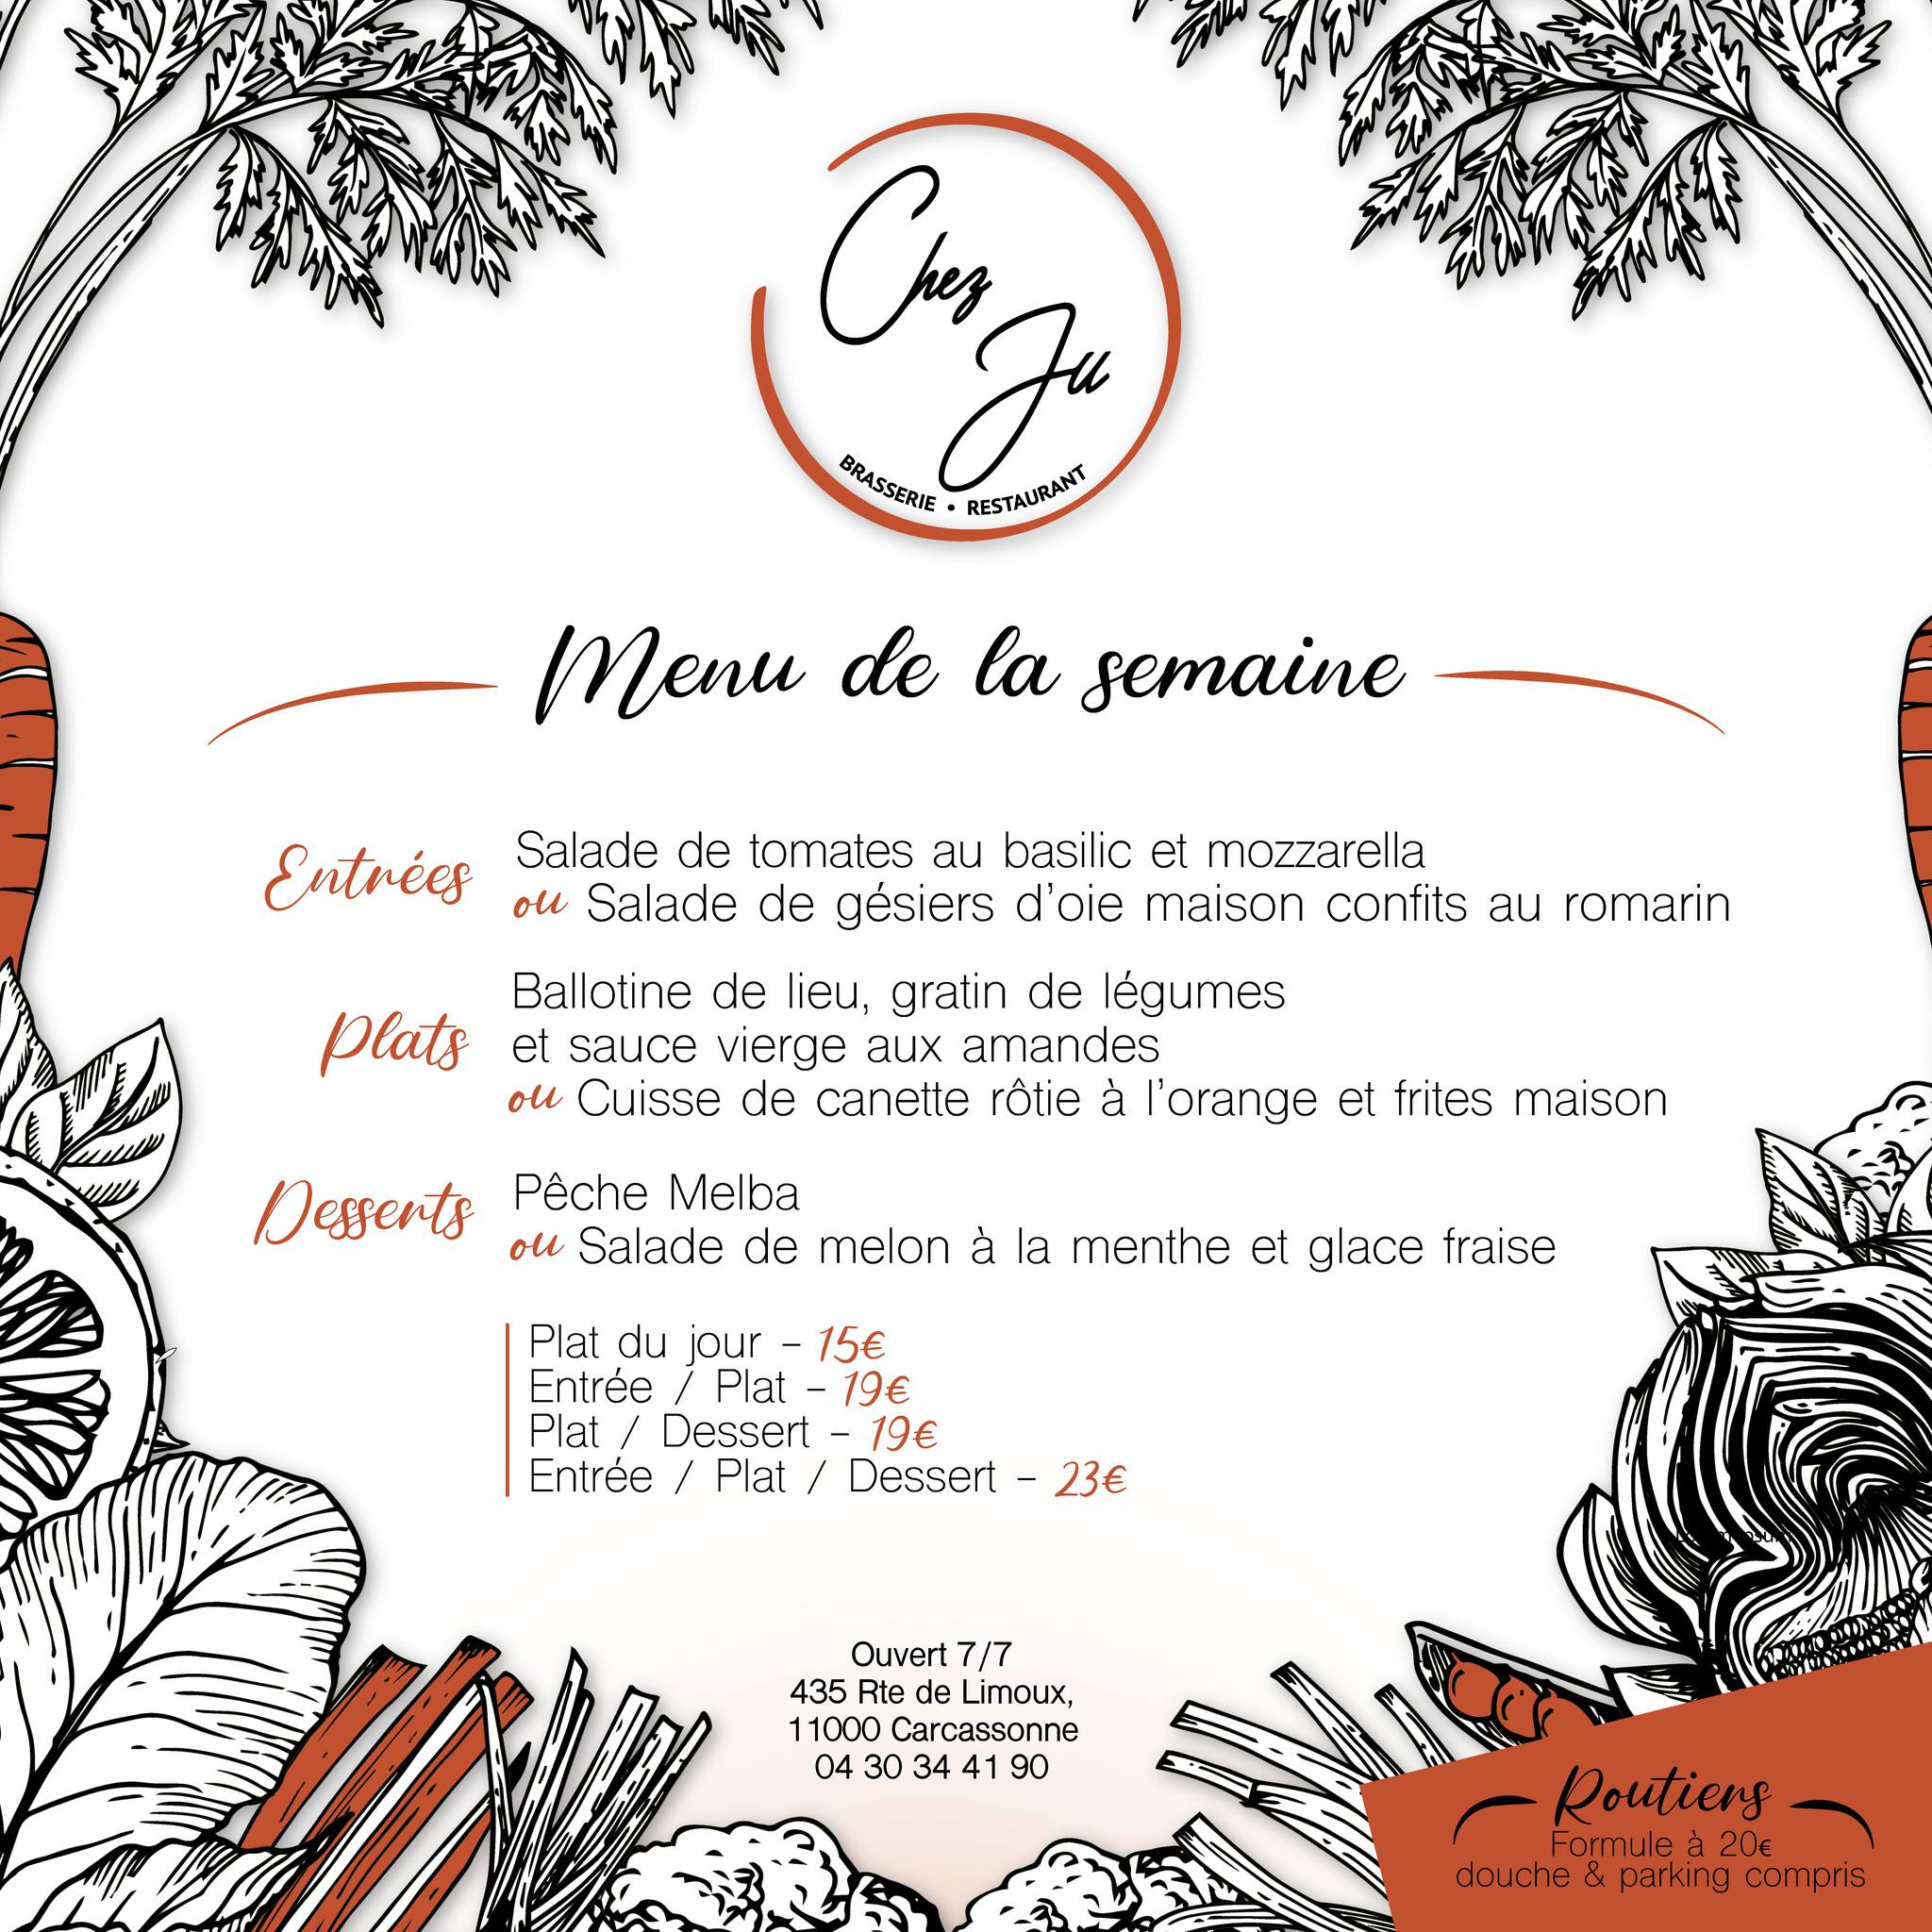 Chez
Ju
BRASSERIE • RESTAURANT
Menu de la semaine
Entrées
Salade de tomates au basilic et mozzarella
ou Salade de gésiers d’oie maison confits au romarin
Plats
Ballotine de lieu, gratin de légumes
et sauce vierge aux amandes
ou Cuisse de canette rôtie à l’orange et frites maison
Desserts
Pêche Melba
ou Salade de melon à la menthe et glace fraise
Plat du jour – 15€
Entrée / Plat – 19€
Plat / Dessert – 19€
Entrée / Plat / Dessert – 23€
Ouvert 7/7
435 Rte de Limoux,
11000 Carcassonne
04 30 34 41 90
Routiers
Formule à 20€
douche & parking compris